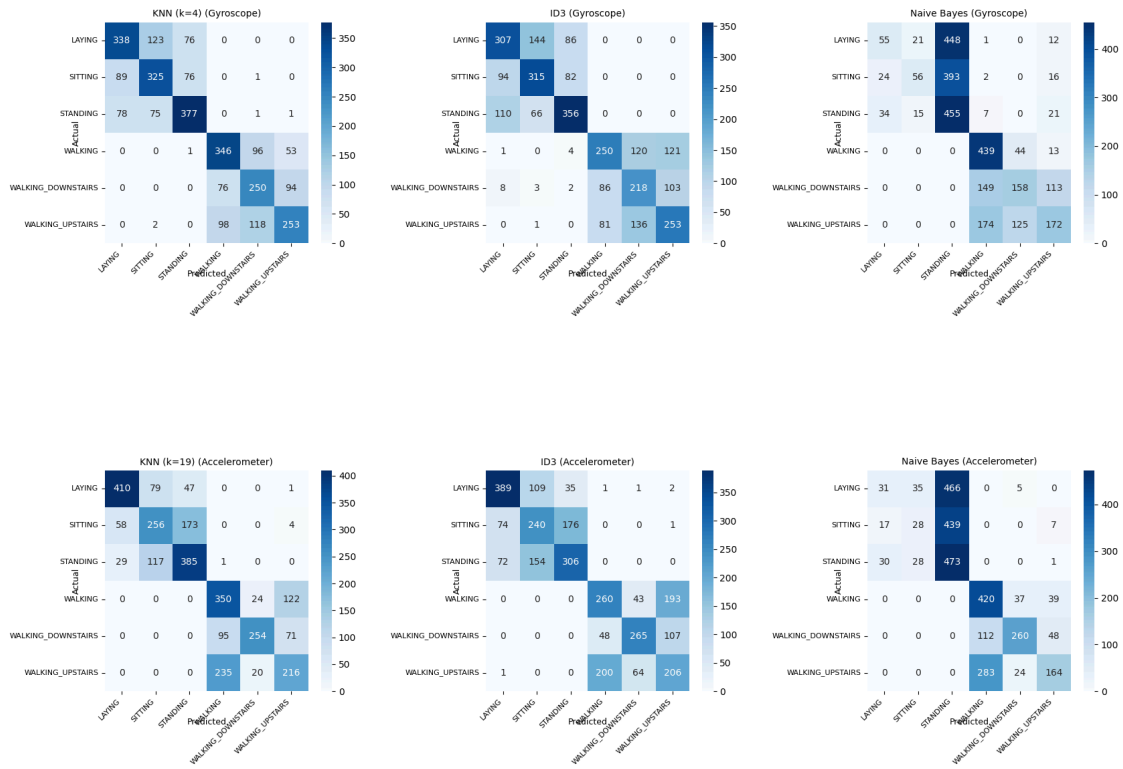 KNN (k=4) (Gyroscope)
LAYING 338 123 76 0 0 0
SITTING 89 325 76 0 1 0
STANDING 78 75 377 0 1 1
WALKING 0 0 1 346 96 53
WALKING_DOWNSTAIRS 0 0 0 76 250 94
WALKING_UPSTAIRS 0 2 0 98 118 253
Actual
LAYING SITTING STANDING WALKING WALKING_DOWNSTAIRS WALKING_UPSTAIRS
Predicted
350
300
250
200
150
100
50
0
ID3 (Gyroscope)
LAYING 307 144 86 0 0 0
SITTING 94 315 82 0 0 0
STANDING 110 66 356 0 0 0
WALKING 1 0 4 250 120 121
WALKING_DOWNSTAIRS 8 3 2 86 218 103
WALKING_UPSTAIRS 0 1 0 81 136 253
Actual
LAYING SITTING STANDING WALKING WALKING_DOWNSTAIRS WALKING_UPSTAIRS
Predicted
350
300
250
200
150
100
50
0
Naive Bayes (Gyroscope)
LAYING 55 21 448 1 0 12
SITTING 24 56 393 2 0 16
STANDING 34 15 455 7 0 21
WALKING 0 0 0 439 44 13
WALKING_DOWNSTAIRS 0 0 0 149 158 113
WALKING_UPSTAIRS 0 0 0 174 125 172
Actual
LAYING SITTING STANDING WALKING WALKING_DOWNSTAIRS WALKING_UPSTAIRS
Predicted
400
300
200
100
0
KNN (k=19) (Accelerometer)
LAYING 410 79 47 0 0 1
SITTING 58 256 173 0 0 4
STANDING 29 117 385 1 0 0
WALKING 0 0 0 350 24 122
WALKING_DOWNSTAIRS 0 0 0 95 254 71
WALKING_UPSTAIRS 0 0 0 235 20 216
Actual
LAYING SITTING STANDING WALKING WALKING_DOWNSTAIRS WALKING_UPSTAIRS
Predicted
400
350
300
250
200
150
100
50
0
ID3 (Accelerometer)
LAYING 389 109 35 1 1 2
SITTING 74 240 176 0 0 1
STANDING 72 154 306 0 0 0
WALKING 0 0 0 260 43 193
WALKING_DOWNSTAIRS 0 0 0 48 265 107
WALKING_UPSTAIRS 1 0 0 200 64 206
Actual
LAYING SITTING STANDING WALKING WALKING_DOWNSTAIRS WALKING_UPSTAIRS
Predicted
350
300
250
200
150
100
50
0
Naive Bayes (Accelerometer)
LAYING 31 35 466 0 5 0
SITTING 17 28 439 0 0 7
STANDING 30 28 473 0 0 1
WALKING 0 0 0 420 37 39
WALKING_DOWNSTAIRS 0 0 0 112 260 48
WALKING_UPSTAIRS 0 0 0 283 24 164
Actual
LAYING SITTING STANDING WALKING WALKING_DOWNSTAIRS WALKING_UPSTAIRS
Predicted
400
300
200
100
0